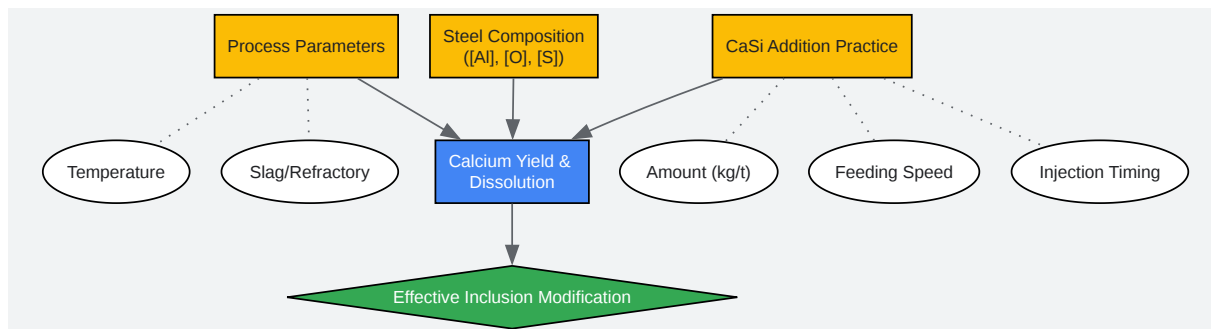 Process Parameters
Steel Composition
([Al], [O], [S])
CaSi Addition Practice
Temperature
Slag/Refractory
Calcium Yield &
Dissolution
Amount (kg/t)
Feeding Speed
Injection Timing
Effective Inclusion Modification